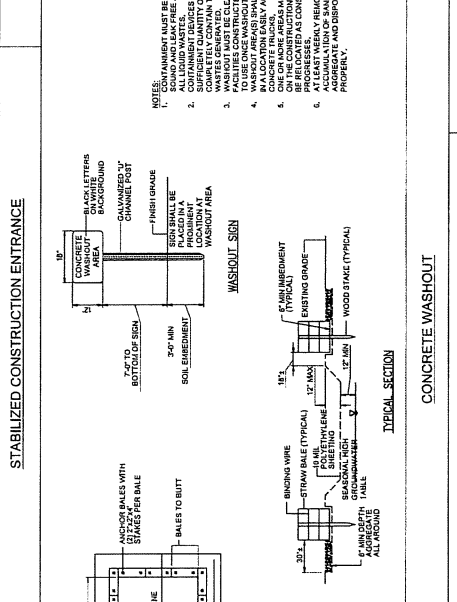 STABILIZED CONSTRUCTION ENTRANCE
ANCHOR BALES WITH
(2) 2"x2"x4'
STAKES PER BALE
BALES TO BUTT
18"
12"
CONCRETE
WASHOUT
AREA
BLACK LETTERS
ON WHITE
BACKGROUND
GALVANIZED "U"
CHANNEL POST
FINISH GRADE
SIGN SHALL BE
PLACED IN A
PROMINENT
LOCATION AT
WASHOUT AREA
7'-0" TO
BOTTOM OF SIGN
3'-0" MIN
SOIL EMBEDMENT
WASHOUT SIGN
NOTES:
1. CONTAINMENT MUST BE
SOUND AND LEAK FREE
ALL LIQUID WASTES.
2. CONTAINMENT DEVICES
SUFFICIENT QUANTITY O
COMPLETELY CONTAIN
WASTES GENERATED.
3. WASHOUT MUST BE CLE
FACILITIES CONSTRUCT
TO USE ONCE WASHOUT
4. WASHOUT AREA(S) SHAL
IN A LOCATION EASILY A
CONCRETE TRUCKS.
5. ONE OR MORE AREAS M
ON THE CONSTRUCTION
BE RELOCATED AS CONS
PROGRESSES.
6. AT LEAST WEEKLY REMO
ACCUMULATION OF SAN
AGGREGATE AND DISPO
PROPERLY.
30"±
BINDING WIRE
STRAW BALE (TYPICAL)
10 MIL
POLYETHYLENE
SHEETING
SEASONAL HIGH
GROUNDWATER
TABLE
6" MIN DEPTH
AGGREGATE
ALL AROUND
18"±
12" MAX
12" MIN
6" MIN IMBEDMENT
(TYPICAL)
EXISTING GRADE
WOOD STAKE (TYPICAL)
TYPICAL SECTION
CONCRETE WASHOUT